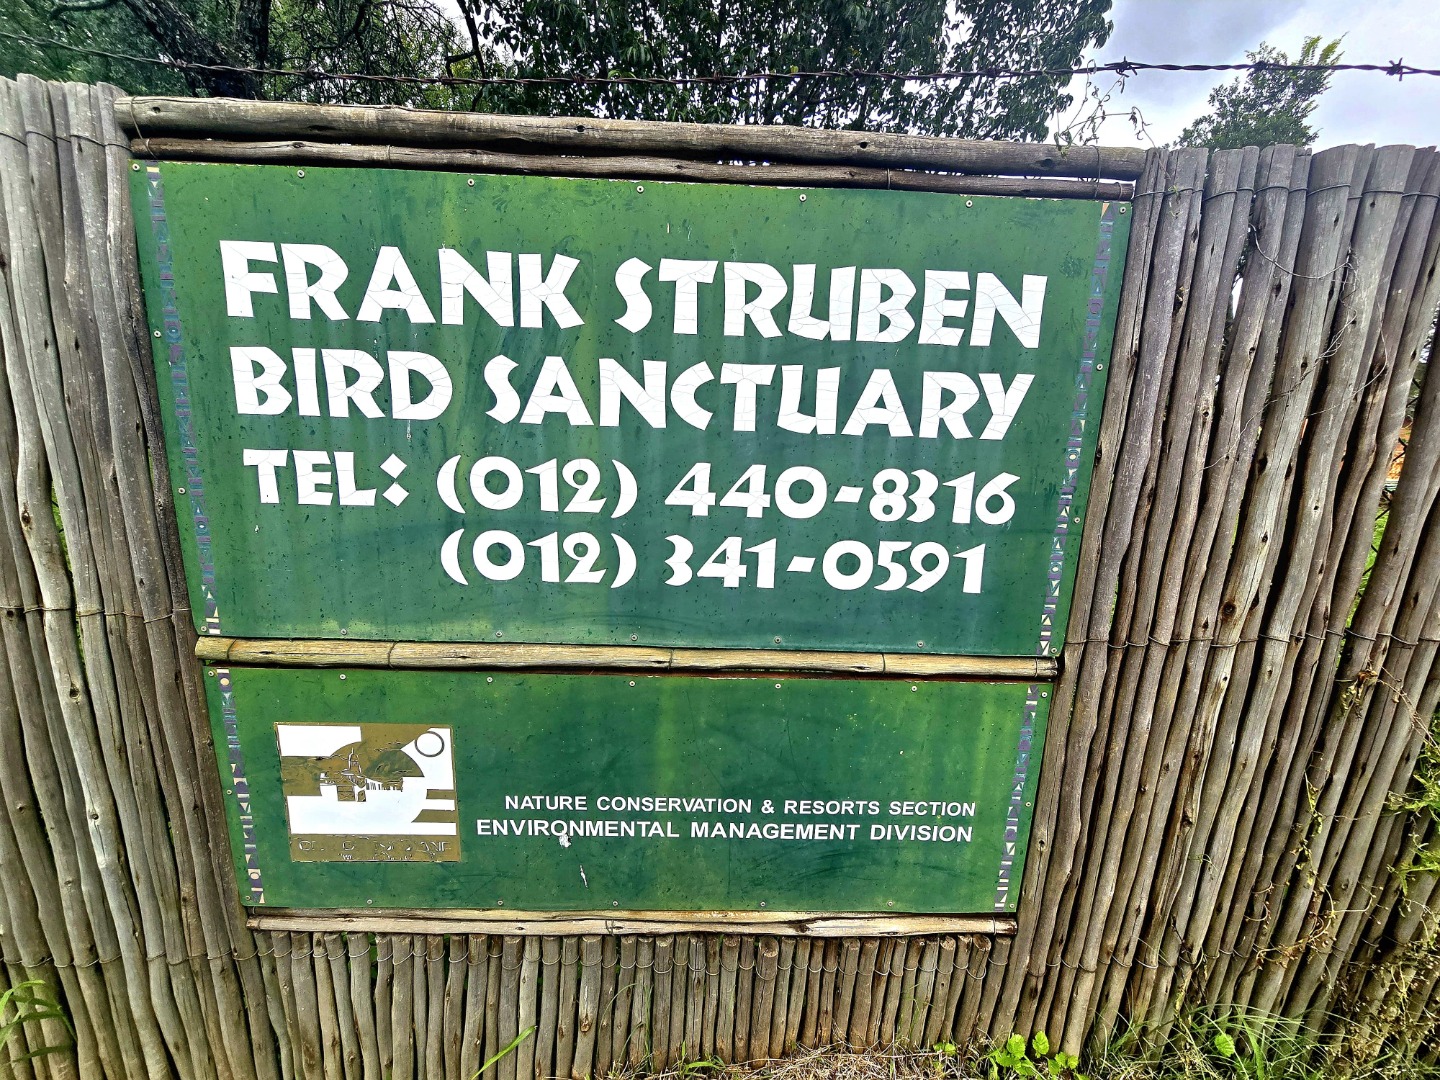 FRANK STRUBEN
BIRD SANCTUARY
TEL: (012) 440-8316
(012) 341-0591
NATURE CONSERVATION & RESORTS SECTION
ENVIRONMENTAL MANAGEMENT DIVISION